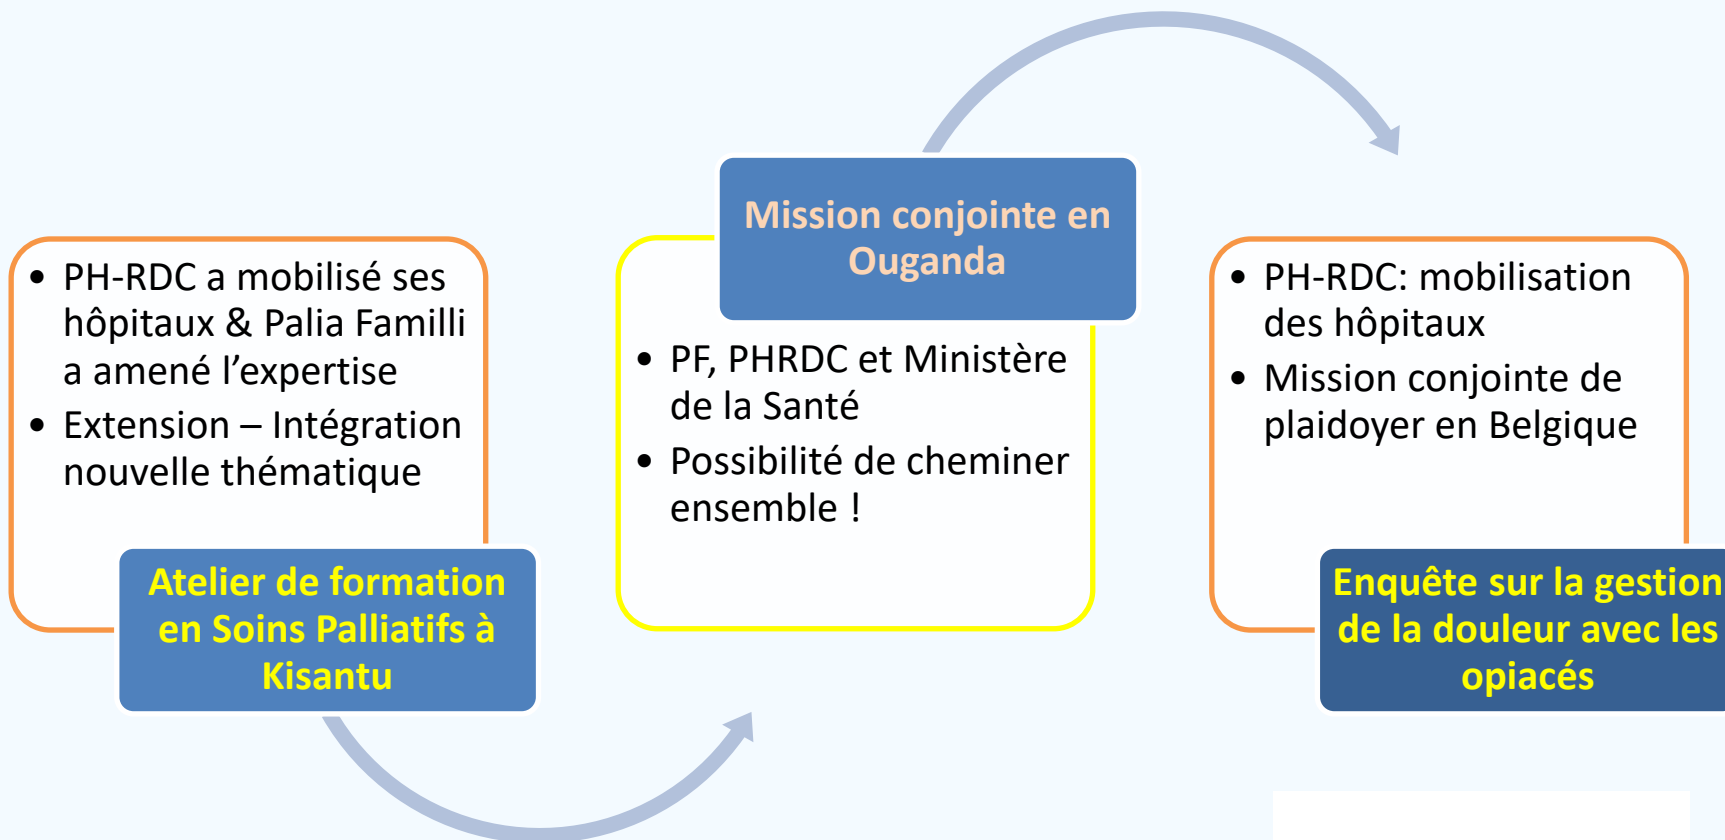 • PH-RDC a mobilisé ses
hôpitaux & Palia Familli
a amené l’expertise
• Extension – Intégration
nouvelle thématique
Atelier de formation
en Soins Palliatifs à
Kisantu
Mission conjointe en
Ouganda
• PF, PHRDC et Ministère
de la Santé
• Possibilité de cheminer
ensemble !
• PH-RDC: mobilisation
des hôpitaux
• Mission conjointe de
plaidoyer en Belgique
Enquête sur la gestion
de la douleur avec les
opiacés